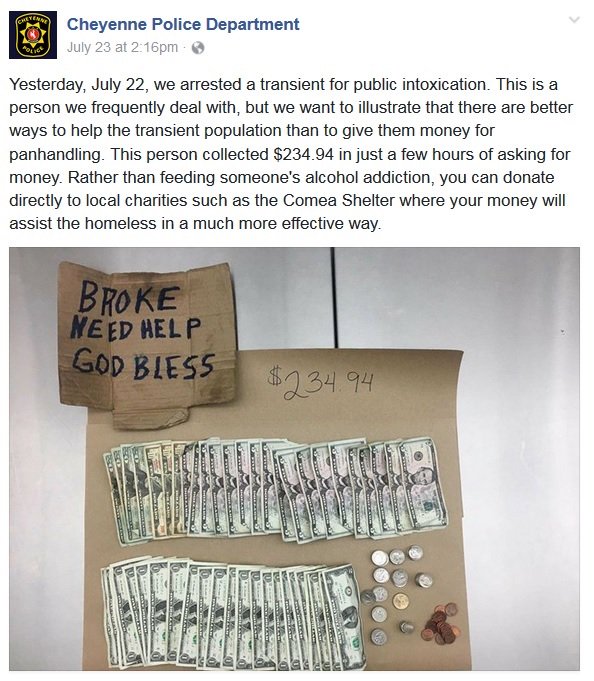 CHEYENNE
POLICE
Cheyenne Police Department
July 23 at 2:16pm ·
Yesterday, July 22, we arrested a transient for public intoxication. This is a
person we frequently deal with, but we want to illustrate that there are better
ways to help the transient population than to give them money for
panhandling. This person collected $234.94 in just a few hours of asking for
money. Rather than feeding someone's alcohol addiction, you can donate
directly to local charities such as the Comea Shelter where your money will
assist the homeless in a much more effective way.
BROKE
NEED HELP
GOD BLESS
$234.94